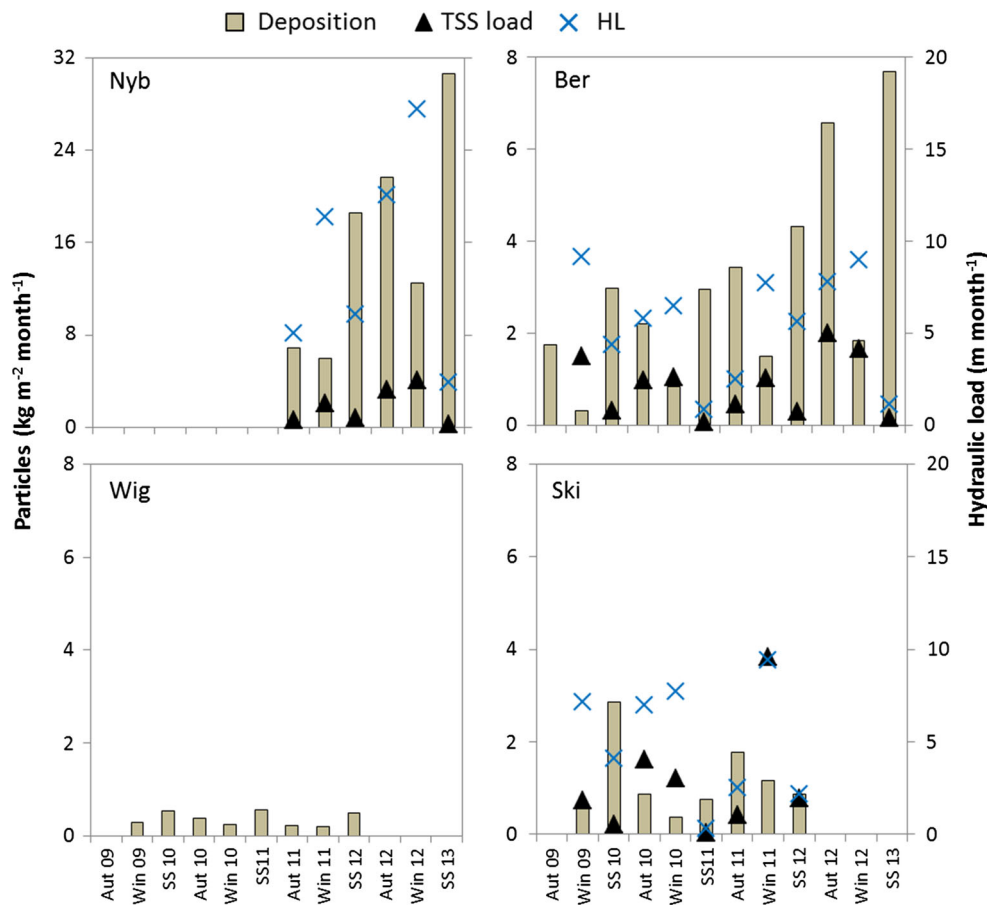 Deposition TSS load HL
Particles (kg m⁻² month⁻¹)
Hydraulic load (m month⁻¹)
Nyb
32
24
16
8
0
Ber
8
6
4
2
0
20
15
10
5
0
Wig
8
6
4
2
0
Aut 09
Win 09
SS 10
Aut 10
Win 10
SS11
Aut 11
Win 11
SS 12
Aut 12
Win 12
SS 13
Ski
8
6
4
2
0
20
15
10
5
0
Aut 09
Win 09
SS 10
Aut 10
Win 10
SS11
Aut 11
Win 11
SS 12
Aut 12
Win 12
SS 13